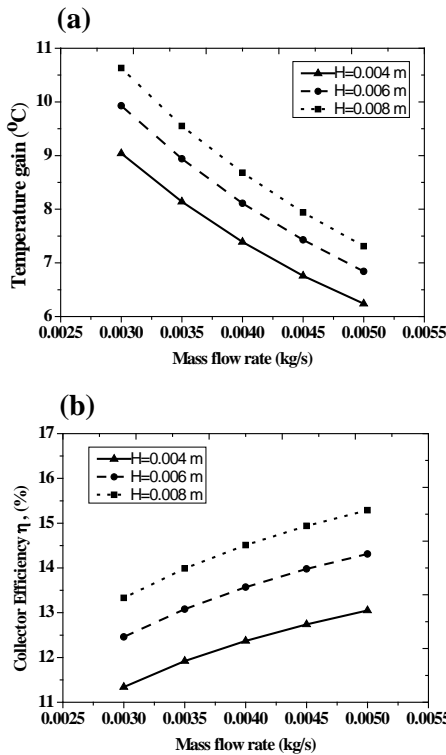 (a)
11
10
9
8
7
6
Temperature gain (⁰C)
H=0.004 m
H=0.006 m
H=0.008 m
0.0025 0.0030 0.0035 0.0040 0.0045 0.0050 0.0055
Mass flow rate (kg/s)
(b)
17
16
15
14
13
12
11
Collector Efficiency η , (%)
H=0.004 m
H=0.006 m
H=0.008 m
0.0025 0.0030 0.0035 0.0040 0.0045 0.0050 0.0055
Mass flow rate (kg/s)